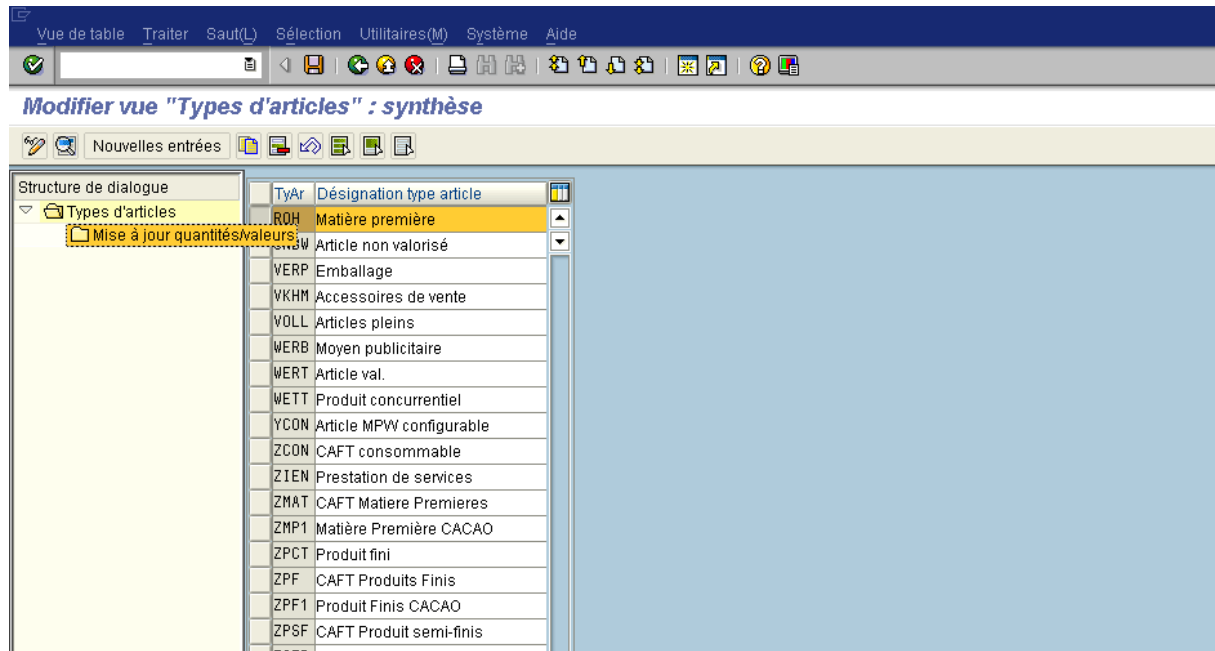 Vue de table Traiter Saut(L) Sélection Utilitaires(M) Système Aide
Modifier vue "Types d'articles" : synthèse
Nouvelles entrées
Structure de dialogue
Types d'articles
Mise à jour quantités/valeurs
TyAr Désignation type article
ROH Matière première
Article non valorisé
VERP Emballage
VKHM Accessoires de vente
VOLL Articles pleins
WERB Moyen publicitaire
WERT Article val.
WETT Produit concurrentiel
YCON Article MPW configurable
ZCON CAFT consommable
ZIEN Prestation de services
ZMAT CAFT Matiere Premieres
ZMP1 Matière Première CACAO
ZPCT Produit fini
ZPF CAFT Produits Finis
ZPF1 Produit Finis CACAO
ZPSF CAFT Produit semi-finis